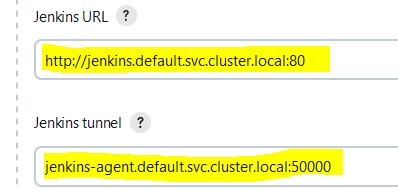 Jenkins URL ?
http://jenkins.default.svc.cluster.local:80
Jenkins tunnel ?
jenkins-agent.default.svc.cluster.local:50000